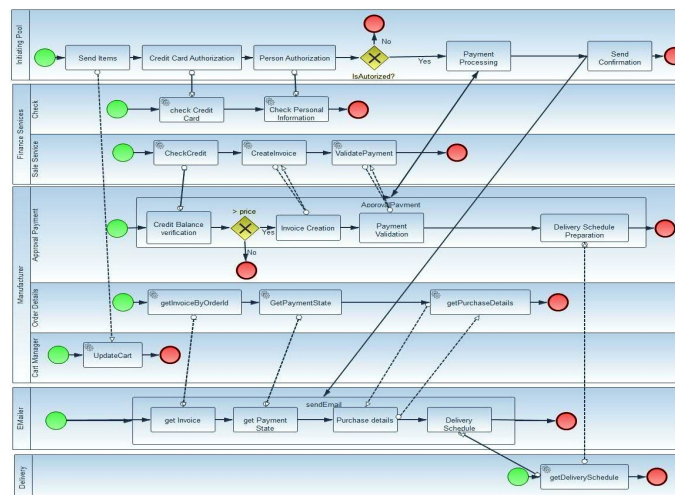 Initiating Pool
Send Items
Credit Card Authorization
Person Authorization
No
IsAutorized?
Yes
Payment
Processing
Send
Confirmation
Finance Services
Check
check Credit
Card
Check Personal
Information
Sale Service
CheckCredit
CreateInvoice
ValidatePayment
Manufacturer
Approval Payment
ApprovalPayment
Credit Balance
verification
> price
Yes
No
Invoice Creation
Payment
Validation
Delivery Schedule
Preparation
Order Details
getInvoiceByOrderId
GetPaymentState
getPurchaseDetails
Cart Manager
UpdateCart
EMailer
sendEmail
get Invoice
get Payment
State
Purchase details
Delivery
Schedule
Delivery
getDeliverySchedule